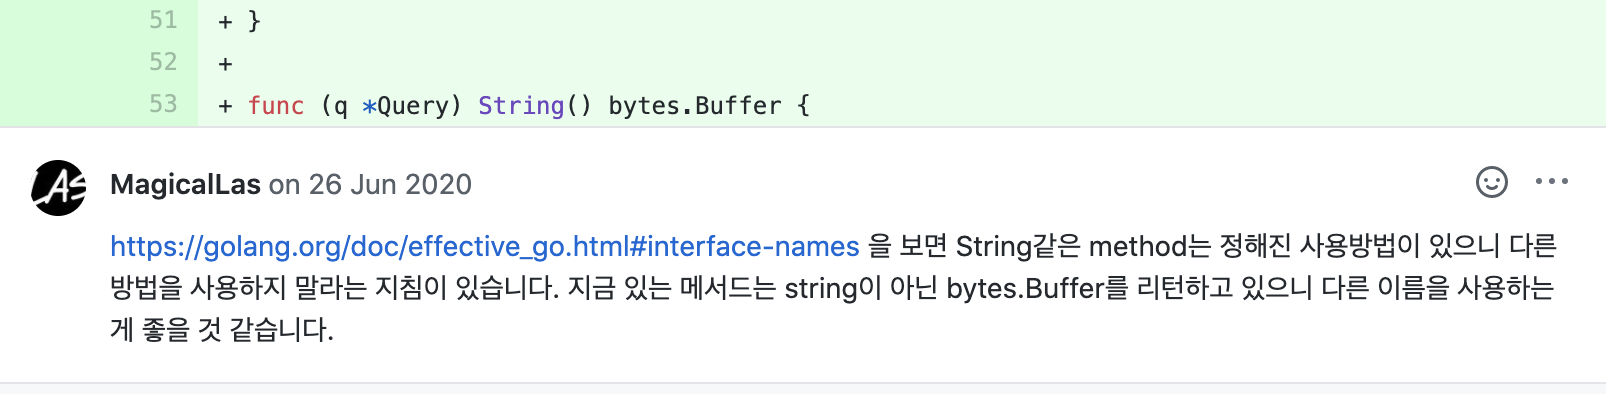 51 + }
52 +
53 + func (q *Query) String() bytes.Buffer {
MagicalLas on 26 Jun 2020
https://golang.org/doc/effective_go.html#interface-names 을 보면 String같은 method는 정해진 사용방법이 있으니 다른
방법을 사용하지 말라는 지침이 있습니다. 지금 있는 메서드는 string이 아닌 bytes.Buffer를 리턴하고 있으니 다른 이름을 사용하는
게 좋을 것 같습니다.